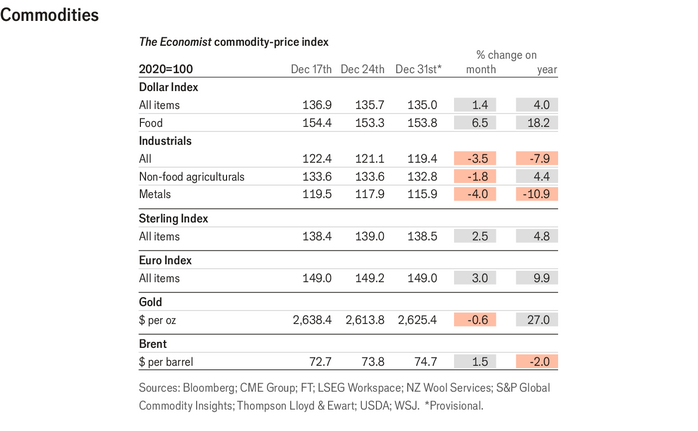 Commodities
The Economist commodity-price index
% change on
2020=100 Dec 17th Dec 24th Dec 31st* month year
Dollar Index
All items 136.9 135.7 135.0 1.4 4.0
Food 154.4 153.3 153.8 6.5 18.2
Industrials
All 122.4 121.1 119.4 -3.5 -7.9
Non-food agriculturals 133.6 133.6 132.8 -1.8 4.4
Metals 119.5 117.9 115.9 -4.0 -10.9
Sterling Index
All items 138.4 139.0 138.5 2.5 4.8
Euro Index
All items 149.0 149.2 149.0 3.0 9.9
Gold
$ per oz 2,638.4 2,613.8 2,625.4 -0.6 27.0
Brent
$ per barrel 72.7 73.8 74.7 1.5 -2.0
Sources: Bloomberg; CME Group; FT; LSEG Workspace; NZ Wool Services; S&P Global
Commodity Insights; Thompson Lloyd & Ewart; USDA; WSJ. *Provisional.